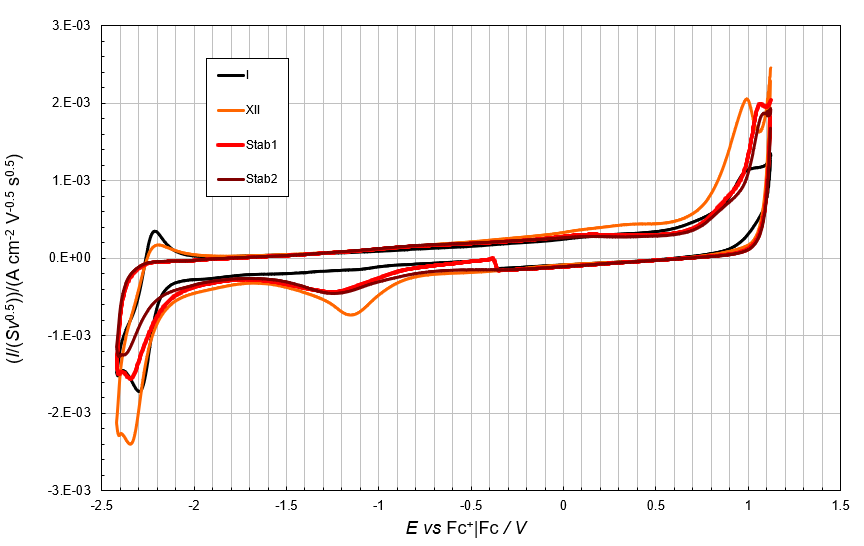 3.E-03
2.E-03
1.E-03
0.E+00
-1.E-03
-2.E-03
-3.E-03
I
XII
Stab1
Stab2
-2.5 -2 -1.5 -1 -0.5 0 0.5 1 1.5
(I/(Sv⁰·⁵))/(A cm⁻² V⁻⁰·⁵ s⁰·⁵)
E vs Fc⁺|Fc / V